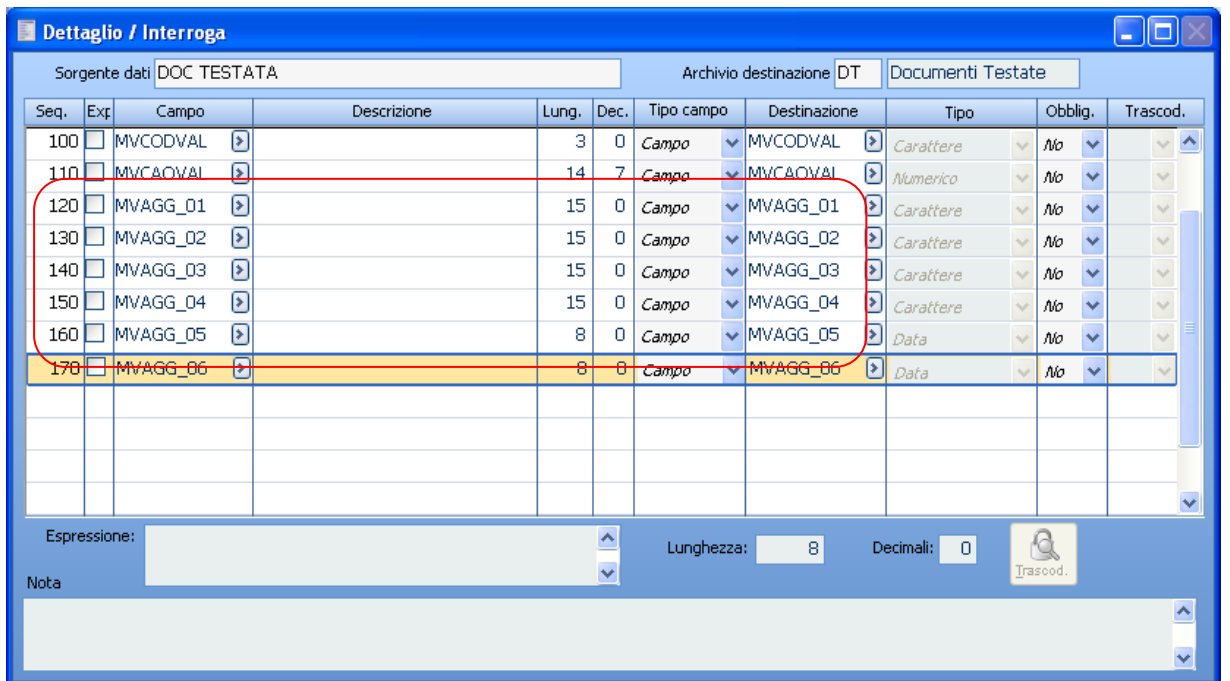 Dettaglio / Interroga
Sorgente dati DOC TESTATA Archivio destinazione DT Documenti Testate
Seq. Exp Campo Descrizione Lung. Dec. Tipo campo Destinazione Tipo Obblig. Trascod.
100 MVCODVAL 3 0 Campo MVCODVAL Carattere No
110 MVCAOVAL 14 7 Campo MVCAOVAL Numerico No
120 MVAGG_01 15 0 Campo MVAGG_01 Carattere No
130 MVAGG_02 15 0 Campo MVAGG_02 Carattere No
140 MVAGG_03 15 0 Campo MVAGG_03 Carattere No
150 MVAGG_04 15 0 Campo MVAGG_04 Carattere No
160 MVAGG_05 8 0 Campo MVAGG_05 Data No
170 MVAGG_06 8 0 Campo MVAGG_06 Data No
Espressione: Lunghezza: 8 Decimali: 0
Trascod.
Nota